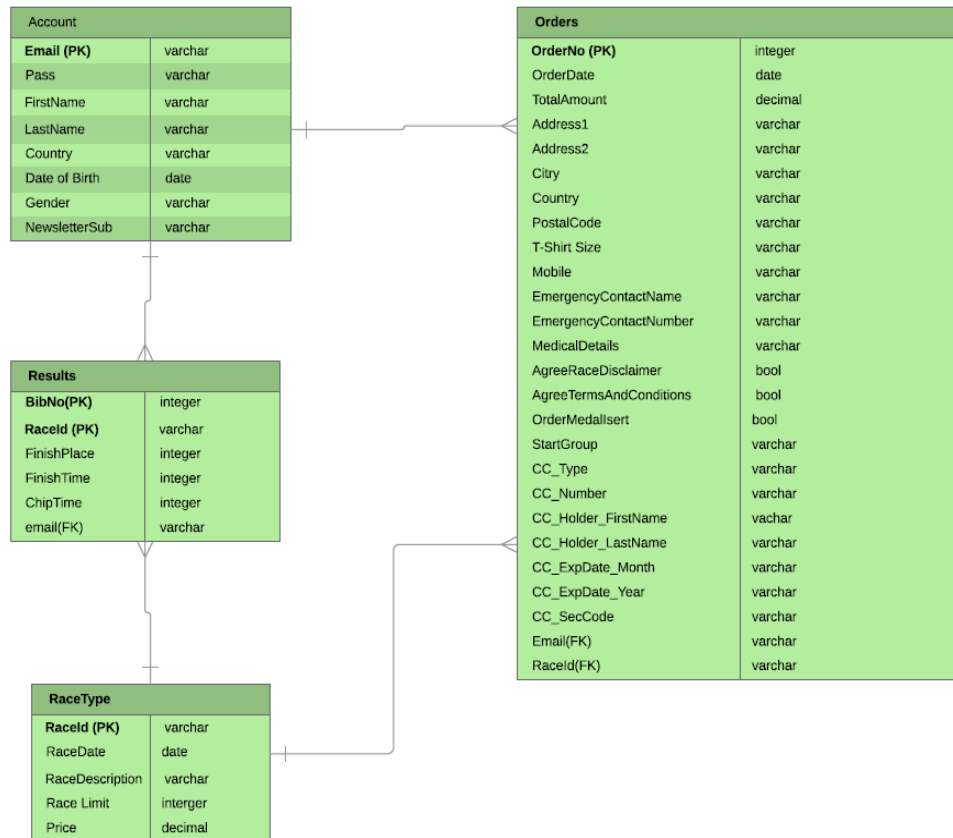 Account
Email (PK) varchar
Pass varchar
FirstName varchar
LastName varchar
Country varchar
Date of Birth date
Gender varchar
NewsletterSub varchar
Orders
OrderNo (PK) integer
OrderDate date
TotalAmount decimal
Address1 varchar
Address2 varchar
Citry varchar
Country varchar
PostalCode varchar
T-Shirt Size varchar
Mobile varchar
EmergencyContactName varchar
EmergencyContactNumber varchar
MedicalDetails varchar
AgreeRaceDisclaimer bool
AgreeTermsAndConditions bool
OrderMedalIsert bool
StartGroup varchar
CC_Type varchar
CC_Number varchar
CC_Holder_FirstName vachar
CC_Holder_LastName varchar
CC_ExpDate_Month varchar
CC_ExpDate_Year varchar
CC_SecCode varchar
Email(FK) varchar
RaceId(FK) varchar
Results
BibNo(PK) integer
RaceId (PK) varchar
FinishPlace integer
FinishTime integer
ChipTime integer
email(FK) varchar
RaceType
RaceId (PK) varchar
RaceDate date
RaceDescription varchar
Race Limit interger
Price decimal